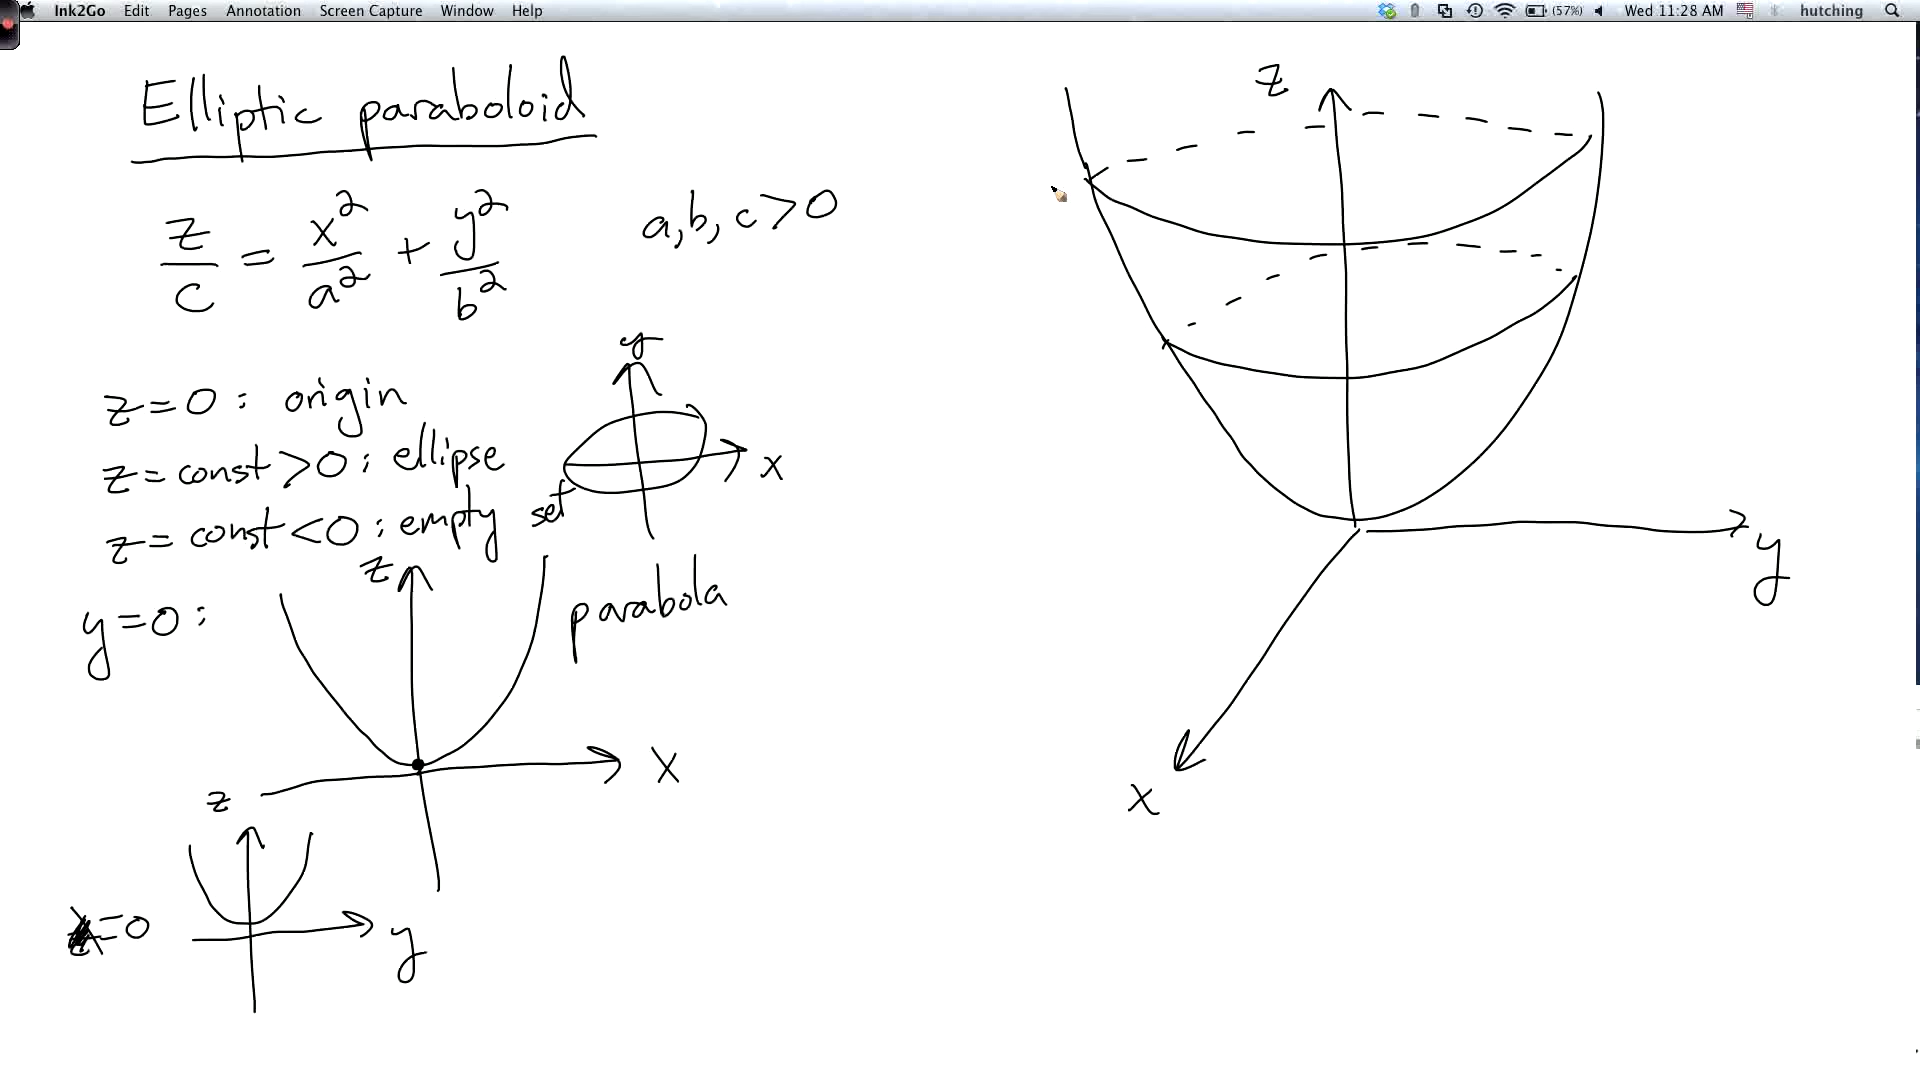 Ink2Go Edit Pages Annotation Screen Capture Window Help (57%) Wed 11:28 AM hutching
Elliptic paraboloid
z/c = x²/a² + y²/b² a, b, c > 0
z = 0 : origin
z = const > 0 : ellipse
z = const < 0 : empty set
y
x
y = 0 :
z
x
parabola
z
x = 0
y
z
y
x